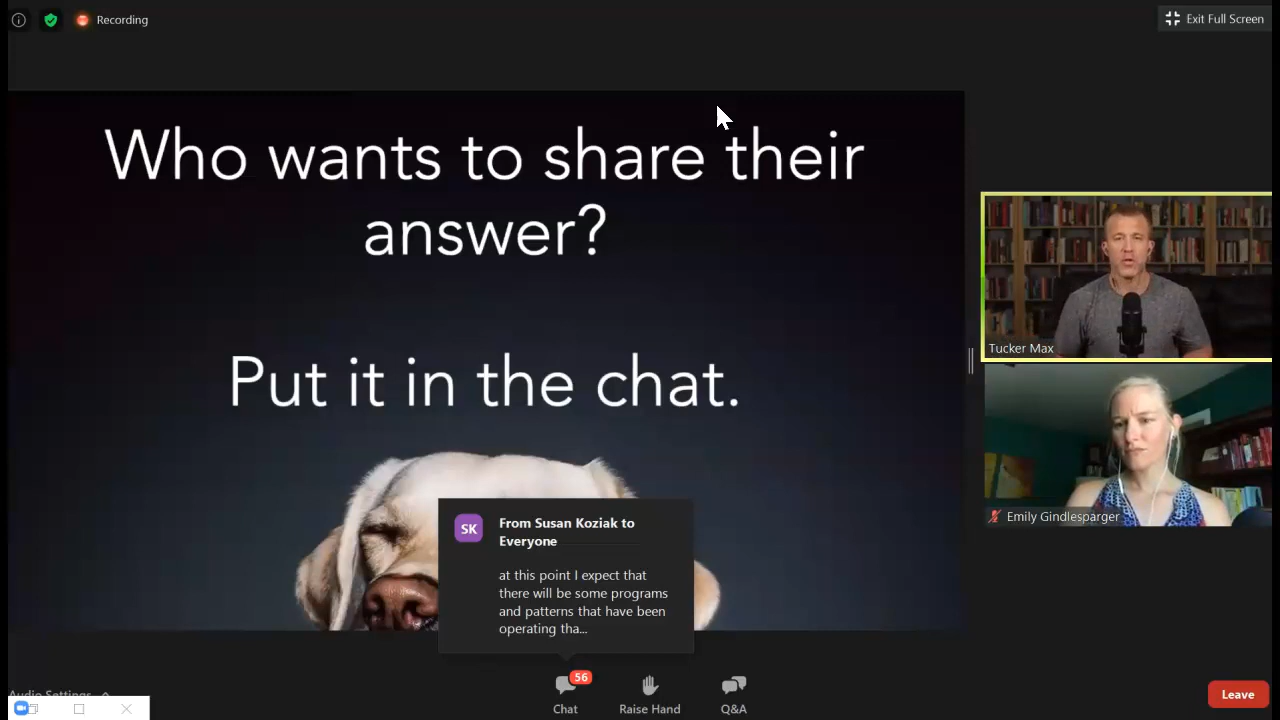 Recording
Exit Full Screen
Who wants to share their
answer?
Put it in the chat.
Tucker Max
Emily Gindlesparger
SK
From Susan Koziak to
Everyone
at this point I expect that
there will be some programs
and patterns that have been
operating tha...
56
Chat
Raise Hand
Q&A
Audio Settings
Leave